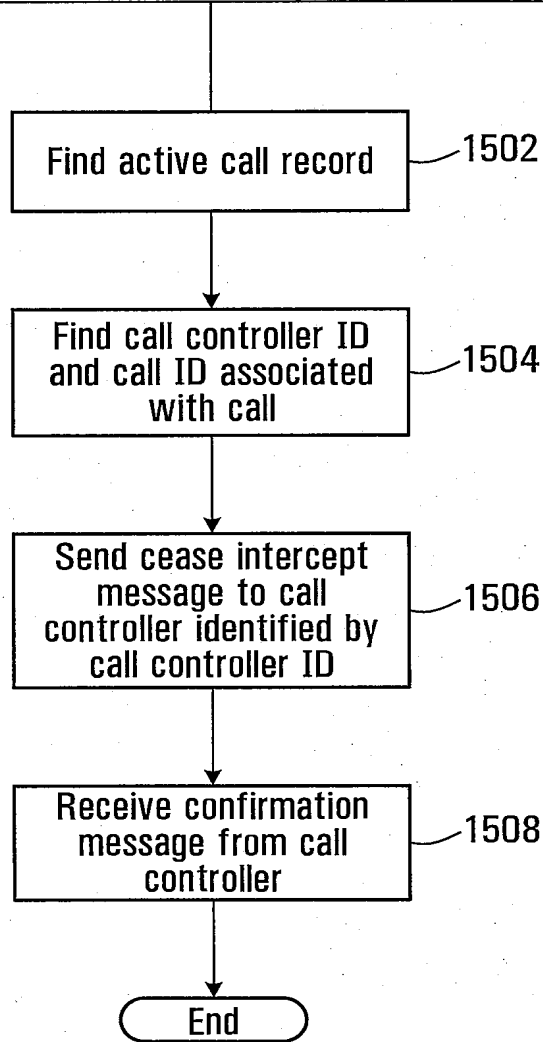 Find active call record
1502
Find call controller ID
and call ID associated
with call
1504
Send cease intercept
message to call
controller identified by
call controller ID
1506
Receive confirmation
message from call
controller
1508
End